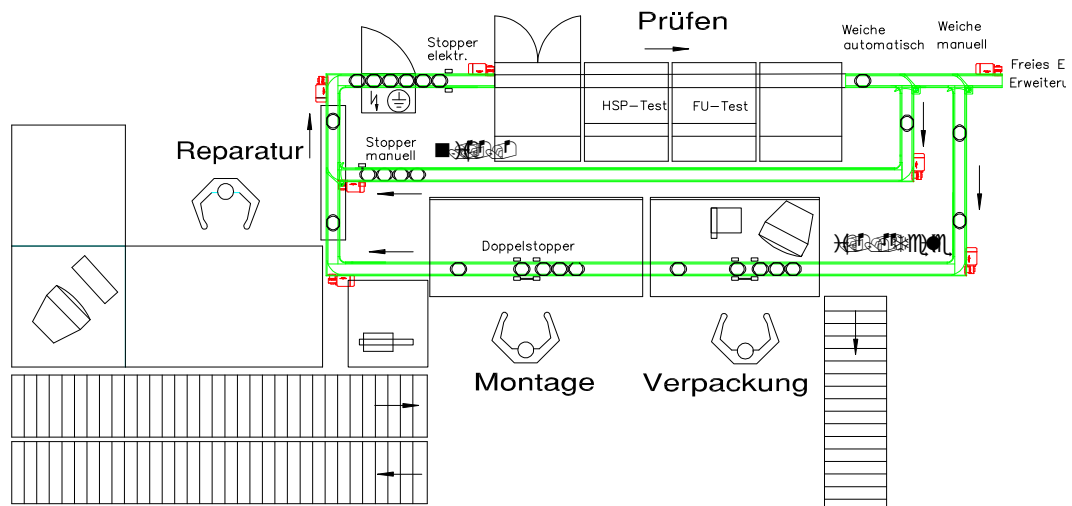 Prüfen
Weiche
automatisch
Weiche
manuell
Stopper
elektr.
Freies E
Erweiteru
HSP-Test
FU-Test
Stopper
manuell
Reparatur
Doppelstopper
Montage
Verpackung